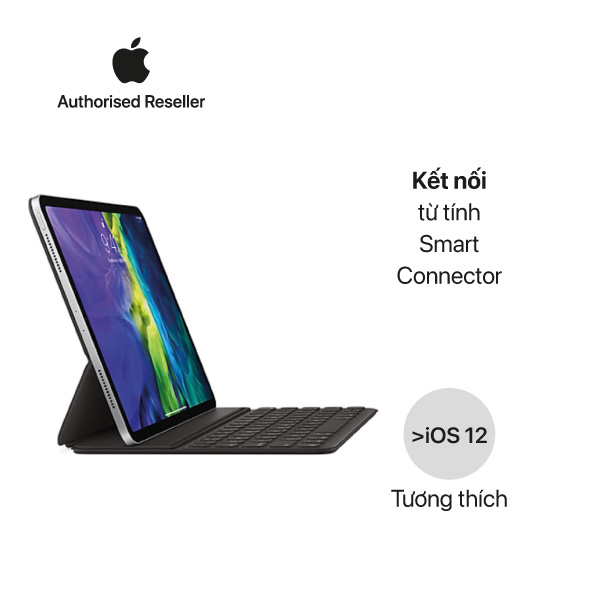 Authorised Reseller
Kết nối
từ tính
Smart
Connector
>iOS 12
Tương thích